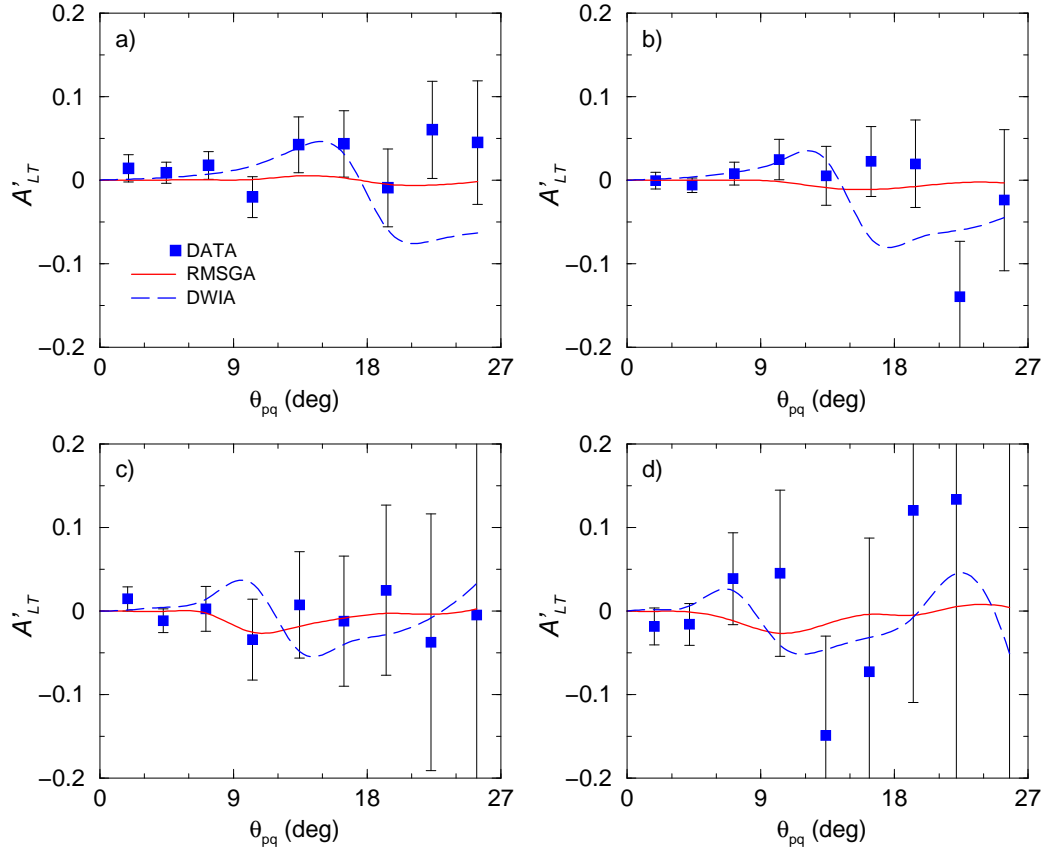 a)
0.2
0.1
0
−0.1
−0.2
A'LT
DATA
RMSGA
DWIA
0 9 18 27
θpq (deg)
b)
0.2
0.1
0
−0.1
−0.2
A'LT
0 9 18 27
θpq (deg)
c)
0.2
0.1
0
−0.1
−0.2
A'LT
0 9 18 27
θpq (deg)
d)
0.2
0.1
0
−0.1
−0.2
A'LT
0 9 18 27
θpq (deg)